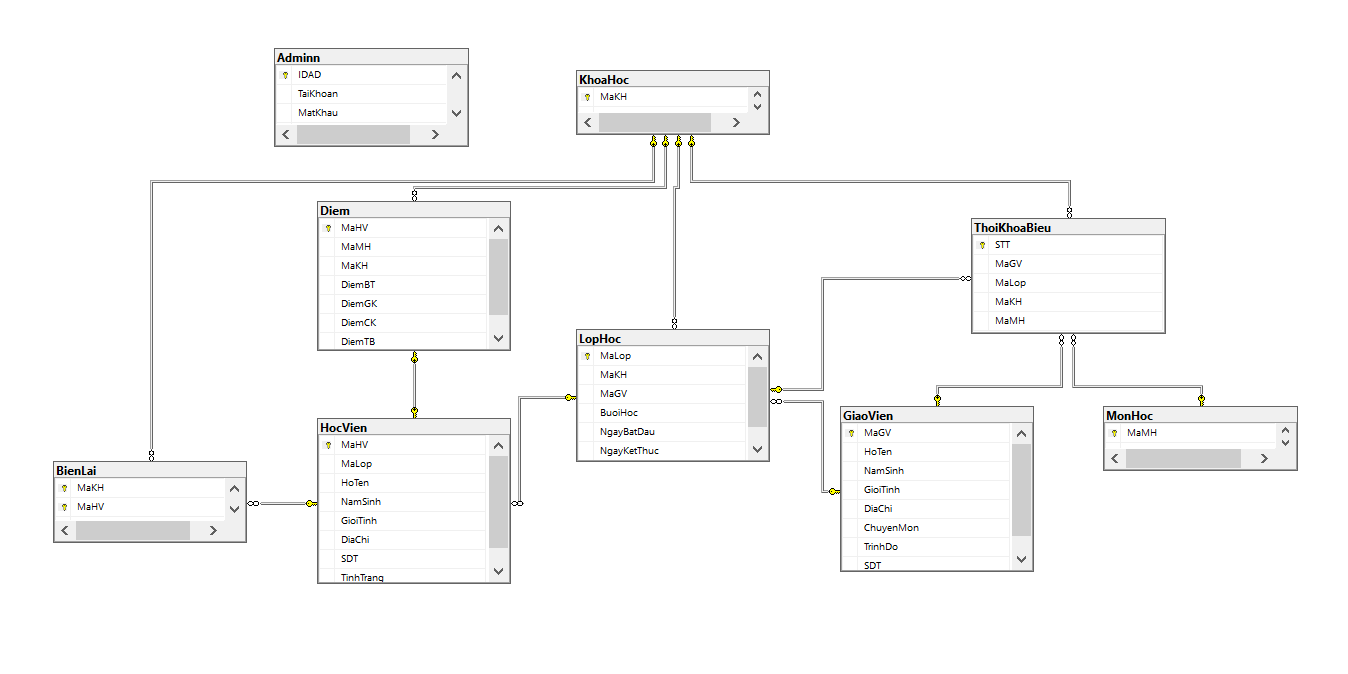 Adminn
IDAD
TaiKhoan
MatKhau
KhoaHoc
MaKH
Diem
MaHV
MaMH
MaKH
DiemBT
DiemGK
DiemCK
DiemTB
ThoiKhoaBieu
STT
MaGV
MaLop
MaKH
MaMH
LopHoc
MaLop
MaKH
MaGV
BuoiHoc
NgayBatDau
NgayKetThuc
HocVien
MaHV
MaLop
HoTen
NamSinh
GioiTinh
DiaChi
SDT
TinhTrang
GiaoVien
MaGV
HoTen
NamSinh
GioiTinh
DiaChi
ChuyenMon
TrinhDo
SDT
MonHoc
MaMH
BienLai
MaKH
MaHV